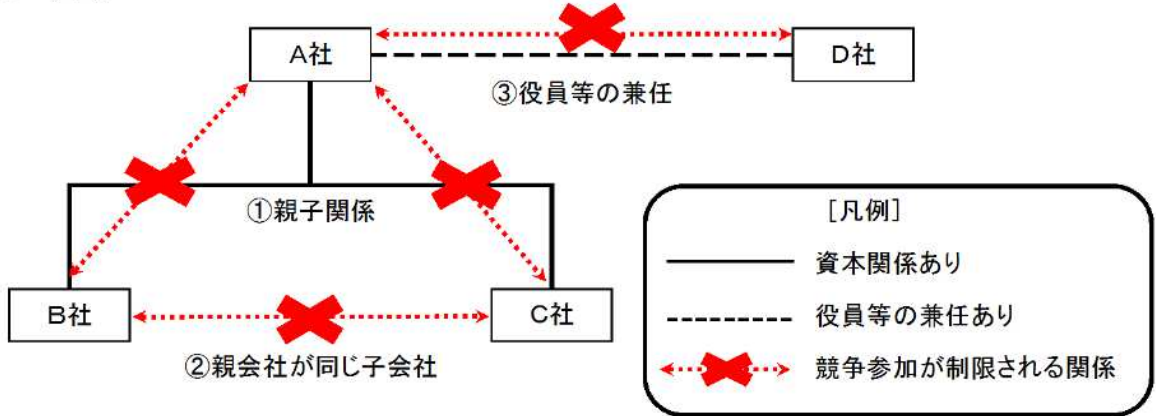 A社
D社
③役員等の兼任
①親子関係
B社
C社
②親会社が同じ子会社
[凡例]
資本関係あり
役員等の兼任あり
競争参加が制限される関係